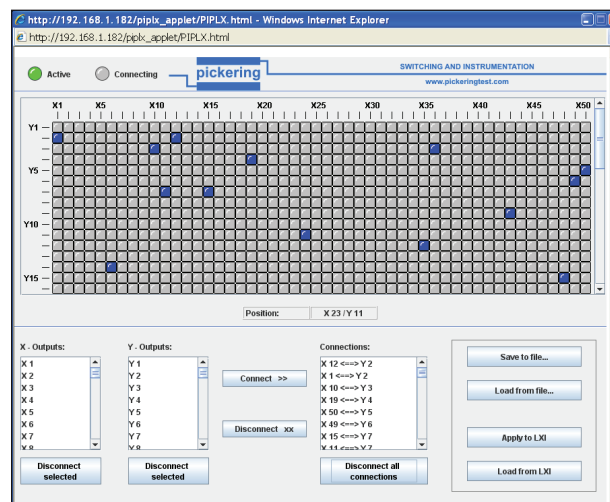 http://192.168.1.182/piplx_applet/PIPLX.html - Windows Internet Explorer
http://192.168.1.182/piplx_applet/PIPLX.html
Active
Connecting
pickering
SWITCHING AND INSTRUMENTATION
www.pickeringtest.com
X1 X5 X10 X15 X20 X25 X30 X35 X40 X45 X50
Y1
Y5
Y10
Y15
Position: X 23 / Y 11
X - Outputs: Y - Outputs: Connections:
X 1 Y 1 X 12 <==> Y 2
X 2 Y 2 X 1 <==> Y 2
X 3 Y 3 X 10 <==> Y 3
X 4 Y 4 X 19 <==> Y 4
X 5 Y 5 X 50 <==> Y 5
X 6 Y 6 X 49 <==> Y 6
X 7 Y 7 X 15 <==> Y 7
X 8 Y 8 X 11 <==> Y 7
Connect >>
Disconnect xx
Disconnect selected
Disconnect selected
Disconnect all connections
Save to file...
Load from file...
Apply to LXI
Load from LXI